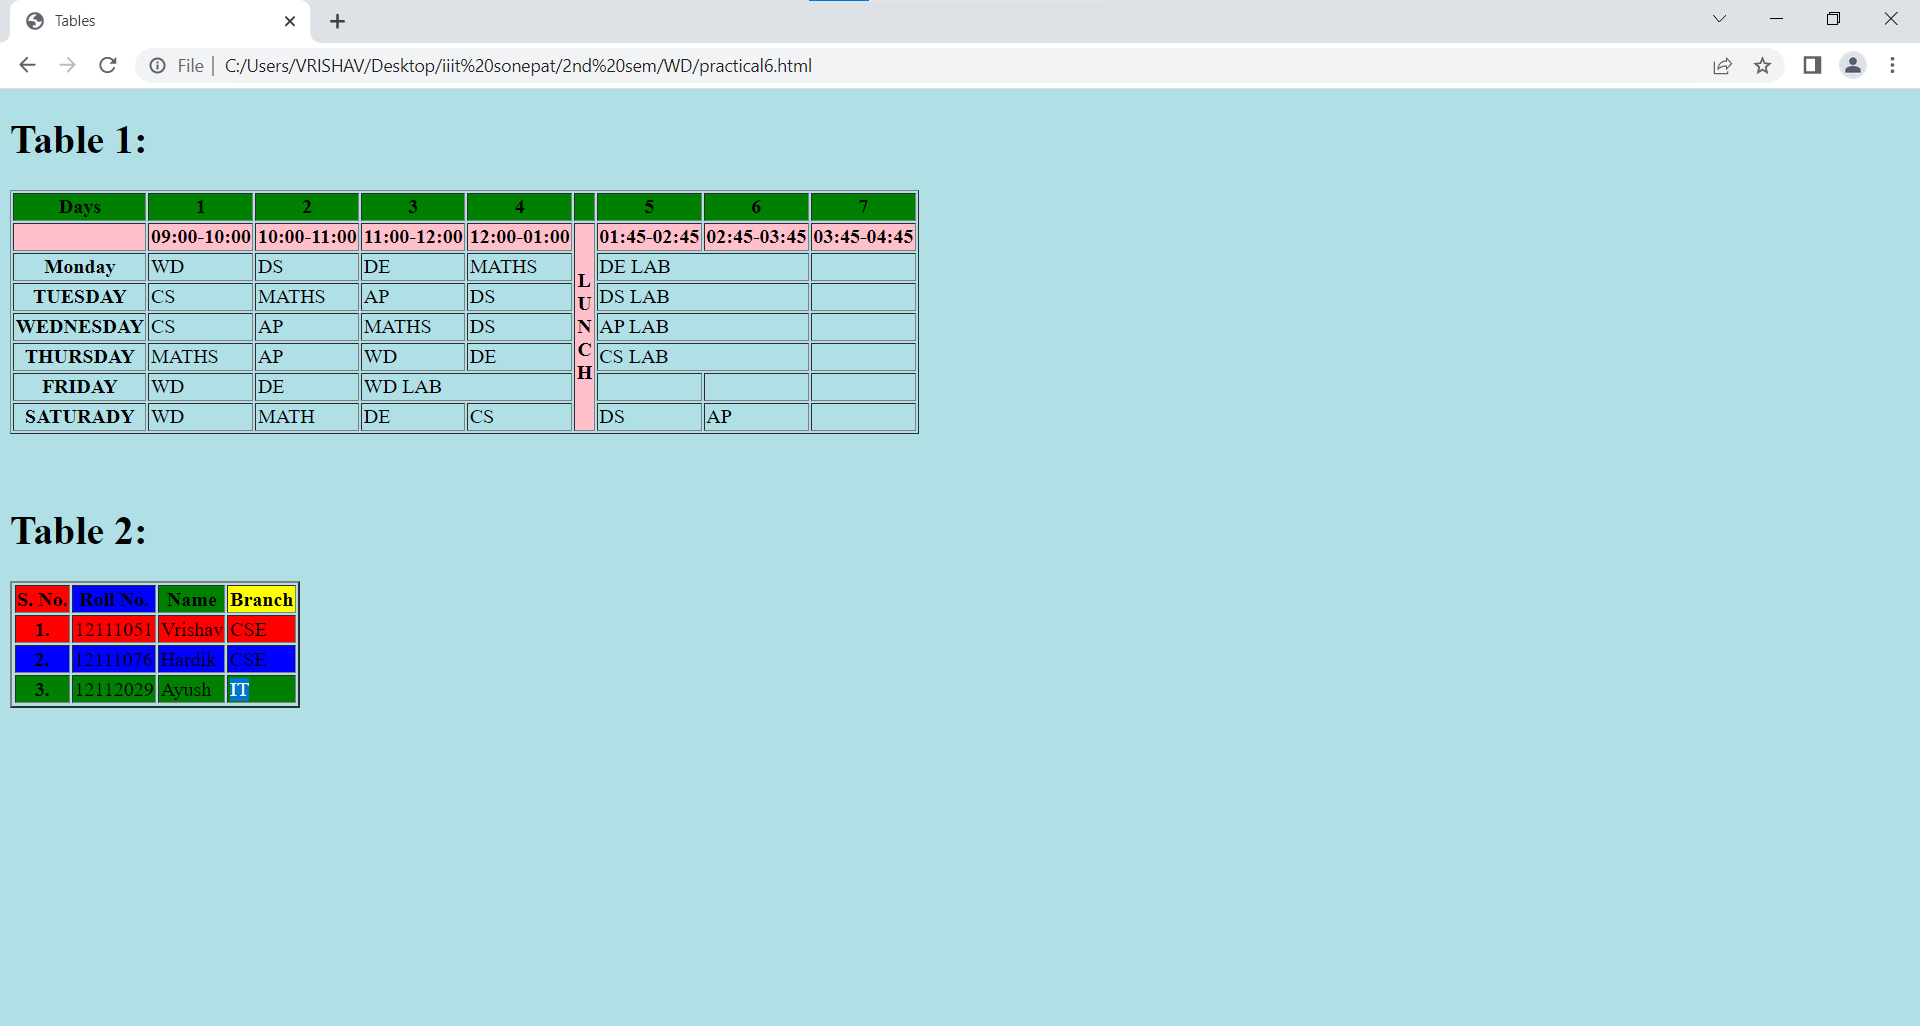 Tables
File | C:/Users/VRISHAV/Desktop/iiit%20sonepat/2nd%20sem/WD/practical6.html
Table 1:
Days 1 2 3 4 5 6 7
09:00-10:00 10:00-11:00 11:00-12:00 12:00-01:00 L U N C H 01:45-02:45 02:45-03:45 03:45-04:45
Monday WD DS DE MATHS DE LAB
TUESDAY CS MATHS AP DS DS LAB
WEDNESDAY CS AP MATHS DS AP LAB
THURSDAY MATHS AP WD DE CS LAB
FRIDAY WD DE WD LAB
SATURADY WD MATH DE CS DS AP
Table 2:
S. No. Roll No. Name Branch
1. 12111051 Vrishav CSE
2. 12111076 Hardik CSE
3. 12112029 Ayush IT